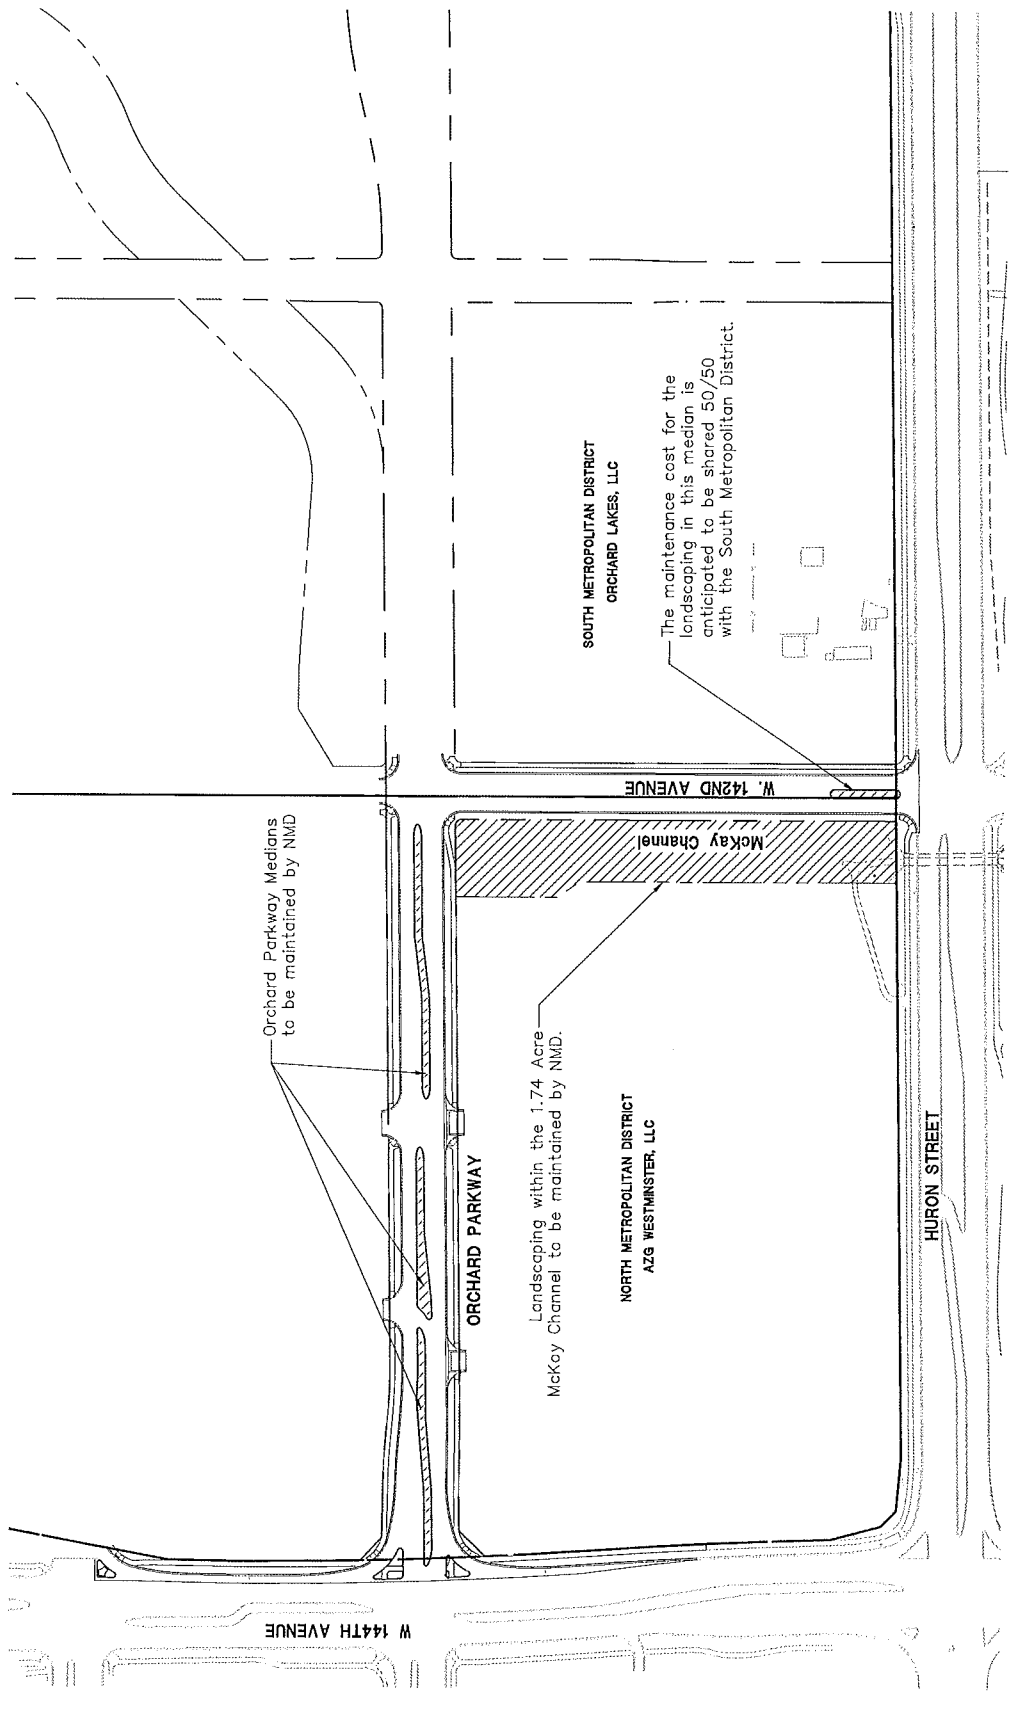 Orchard Parkway Medians
to be maintained by NMD
SOUTH METROPOLITAN DISTRICT
ORCHARD LAKES, LLC
The maintenance cost for the
landscaping in this median is
anticipated to be shared 50/50
with the South Metropolitan District.
W. 142ND AVENUE
McKay Channel
ORCHARD PARKWAY
Landscaping within the 1.74 Acre
McKay Channel to be maintained by NMD.
NORTH METROPOLITAN DISTRICT
AZG WESTMINSTER, LLC
HURON STREET
W 144TH AVENUE